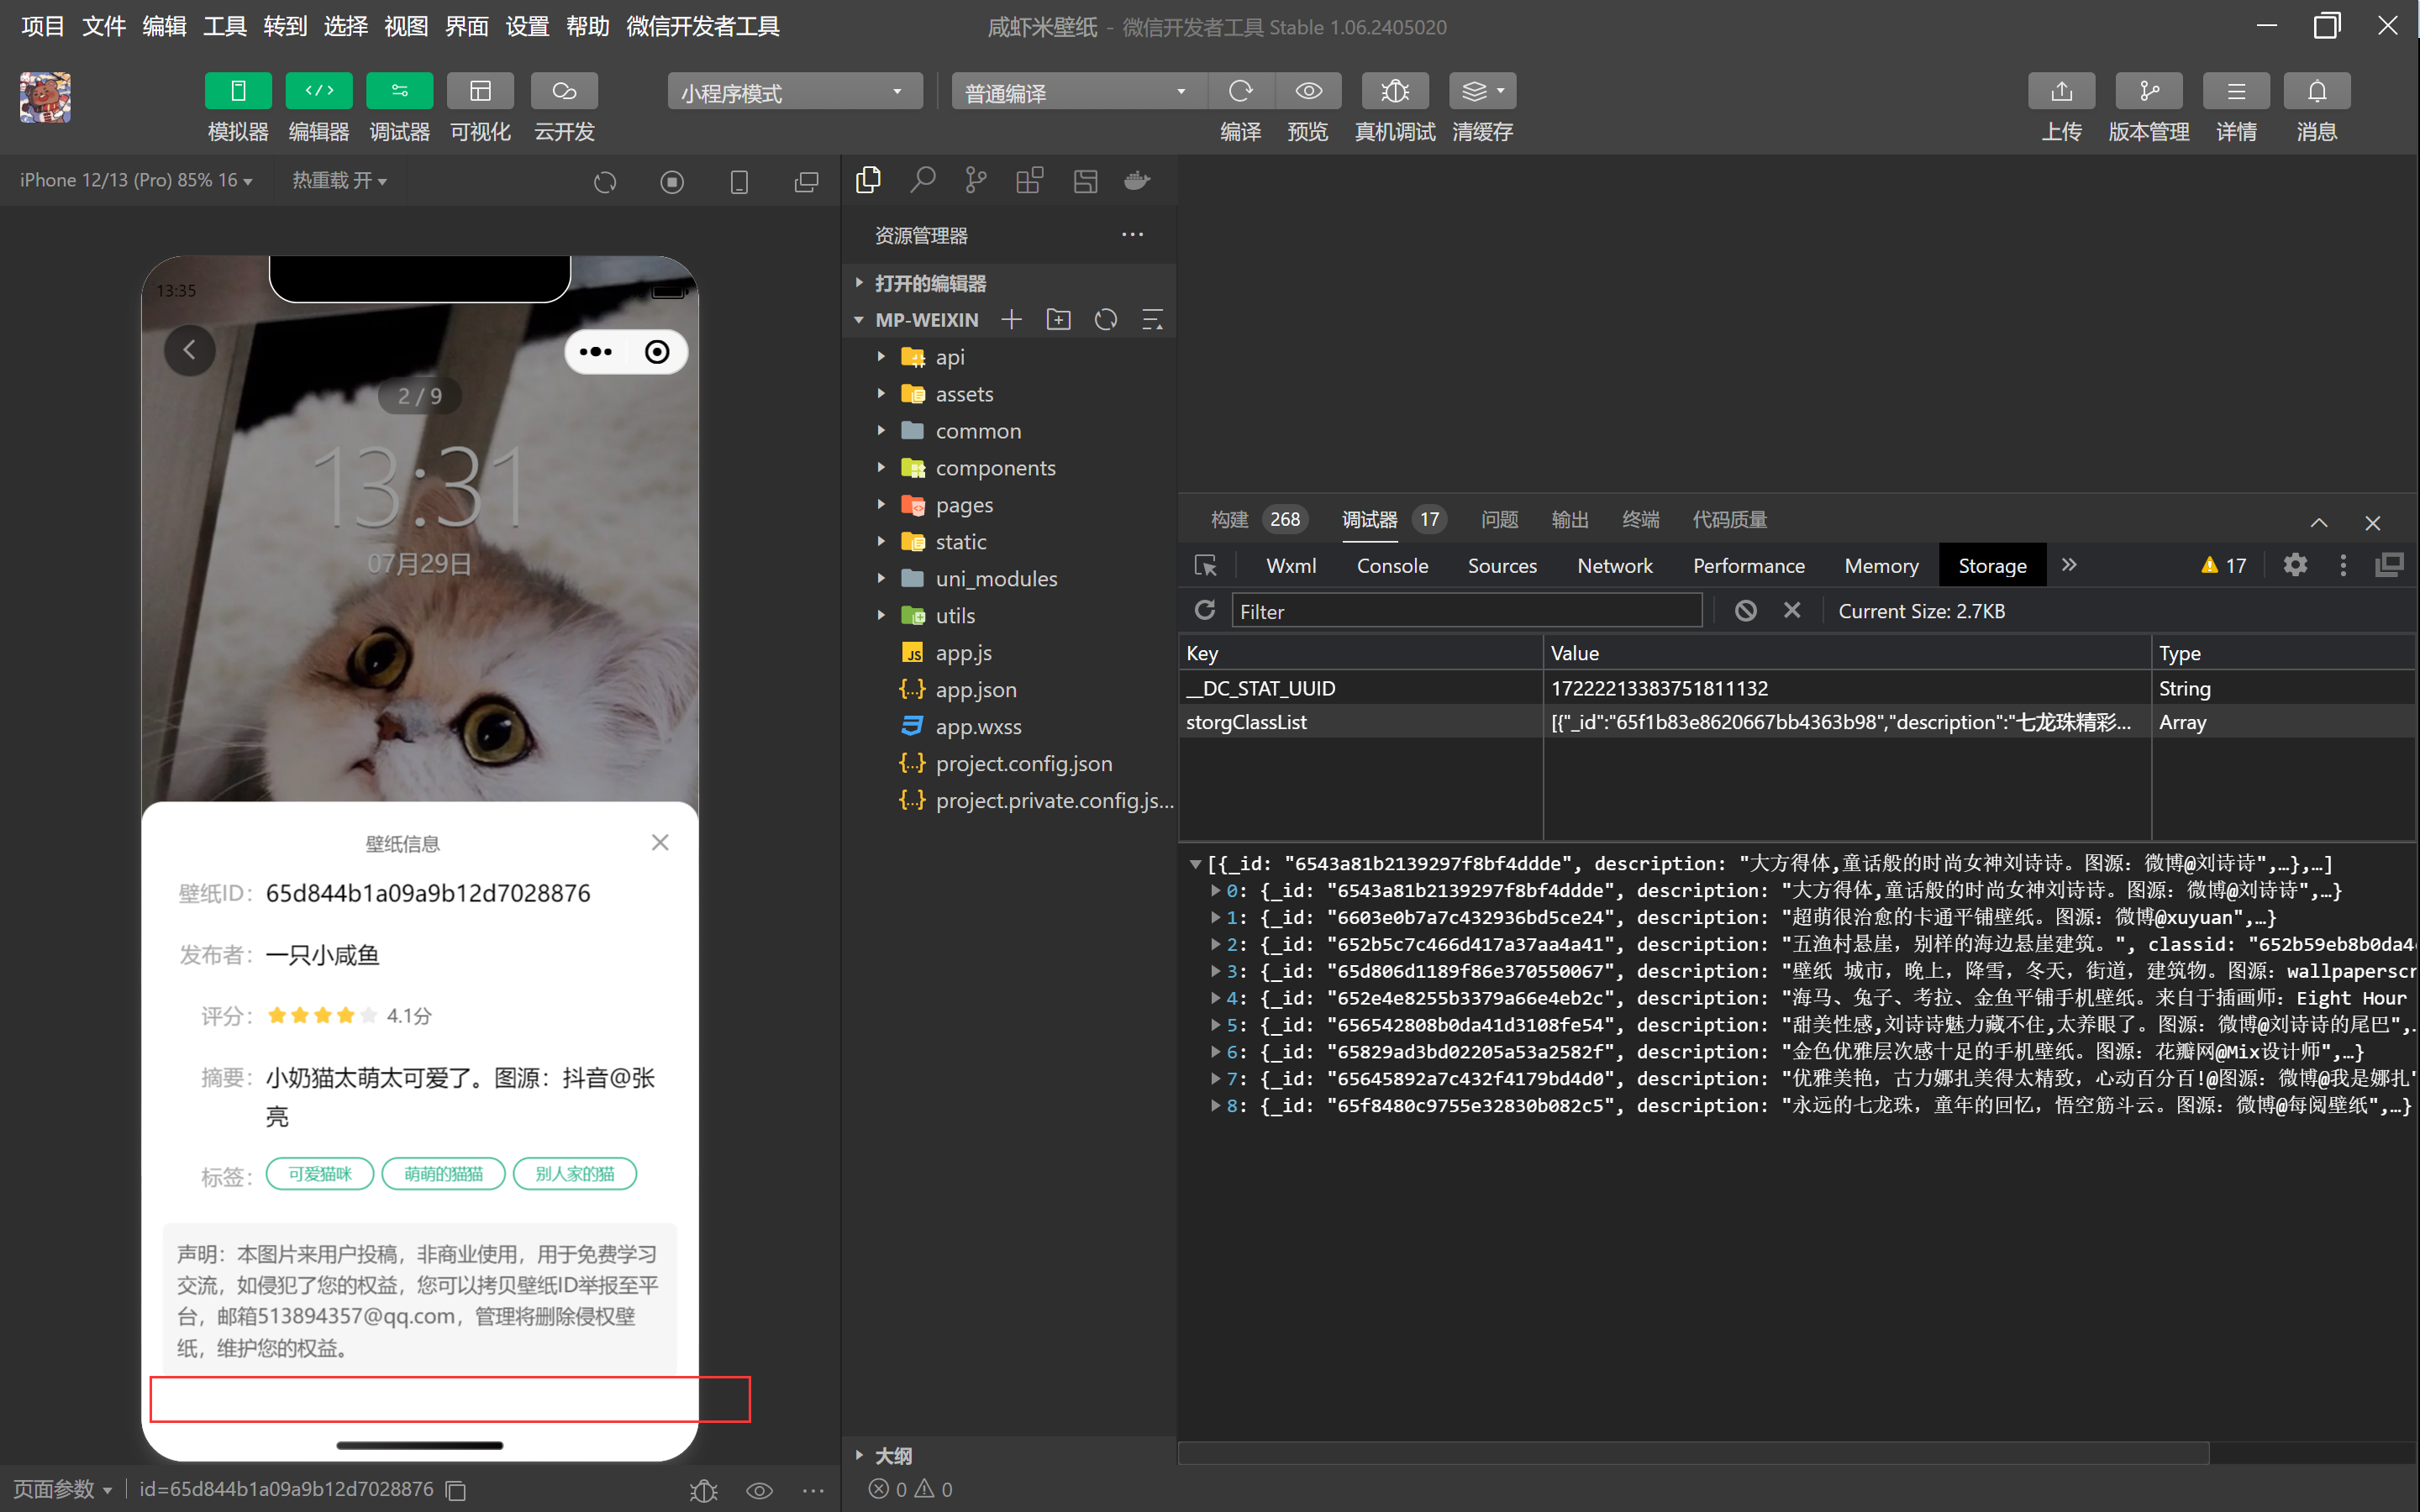 项目 文件 编辑 工具 转到 选择 视图 界面 设置 帮助 微信开发者工具
咸虾米壁纸 - 微信开发者工具 Stable 1.06.2405020
模拟器 编辑器 调试器 可视化 云开发
小程序模式 普通编译
编译 预览 真机调试 清缓存
上传 版本管理 详情 消息
iPhone 12/13 (Pro) 85% 16 热重载 开
13:35
2 / 9
13:31
07月29日
壁纸信息
壁纸ID: 65d844b1a09a9b12d7028876
发布者: 一只小咸鱼
评分: 4.1分
摘要: 小奶猫太萌太可爱了。图源：抖音@张
亮
标签: 可爱猫咪 萌萌的猫猫 别人家的猫
声明：本图片来用户投稿，非商业使用，用于免费学习
交流，如侵犯了您的权益，您可以拷贝壁纸ID举报至平
台，邮箱513894357@qq.com，管理将删除侵权壁
纸，维护您的权益。
页面参数 id=65d844b1a09a9b12d7028876
资源管理器
打开的编辑器
MP-WEIXIN
api
assets
common
components
pages
static
uni_modules
utils
JS app.js
{..} app.json
app.wxss
{..} project.config.json
{..} project.private.config.js...
大纲
0 0
构建 268 调试器 17 问题 输出 终端 代码质量
Wxml Console Sources Network Performance Memory Storage 17
Filter Current Size: 2.7KB
Key Value Type
__DC_STAT_UUID 17222213383751811132 String
storgClassList [{"_id":"65f1b83e8620667bb4363b98","description":"七龙珠精彩... Array
[{_id: "6543a81b2139297f8bf4ddde", description: "大方得体,童话般的时尚女神刘诗诗。图源：微博@刘诗诗",…},…]
0: {_id: "6543a81b2139297f8bf4ddde", description: "大方得体,童话般的时尚女神刘诗诗。图源：微博@刘诗诗",…}
1: {_id: "6603e0b7a7c432936bd5ce24", description: "超萌很治愈的卡通平铺壁纸。图源：微博@xuyuan",…}
2: {_id: "652b5c7c466d417a37aa4a41", description: "五渔村悬崖，别样的海边悬崖建筑。", classid: "652b59eb8b0da4
3: {_id: "65d806d1189f86e370550067", description: "壁纸 城市，晚上，降雪，冬天，街道，建筑物。图源：wallpaperscr
4: {_id: "652e4e8255b3379a66e4eb2c", description: "海马、兔子、考拉、金鱼平铺手机壁纸。来自于插画师：Eight Hour
5: {_id: "656542808b0da41d3108fe54", description: "甜美性感,刘诗诗魅力藏不住,太养眼了。图源：微博@刘诗诗的尾巴",
6: {_id: "65829ad3bd02205a53a2582f", description: "金色优雅层次感十足的手机壁纸。图源：花瓣网@Mix设计师",…}
7: {_id: "65645892a7c432f4179bd4d0", description: "优雅美艳，古力娜扎美得太精致，心动百分百!@图源：微博@我是娜扎"
8: {_id: "65f8480c9755e32830b082c5", description: "永远的七龙珠，童年的回忆，悟空筋斗云。图源：微博@每阅壁纸",…}